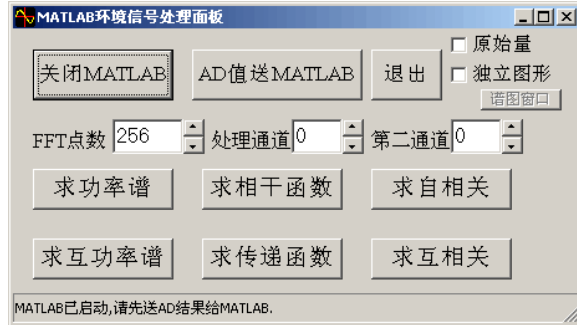 MATLAB环境信号处理面板
关闭MATLAB AD值送MATLAB 退出 原始量
独立图形
谱图窗口
FFT点数 256 处理通道 0 第二通道 0
求功率谱 求相干函数 求自相关
求互功率谱 求传递函数 求互相关
MATLAB已启动,请先送AD结果给MATLAB.